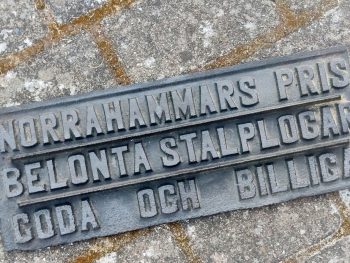 NORRAHAMMARS PRIS
BELONTA STALPLOGAR
GODA OCH BILLIGA